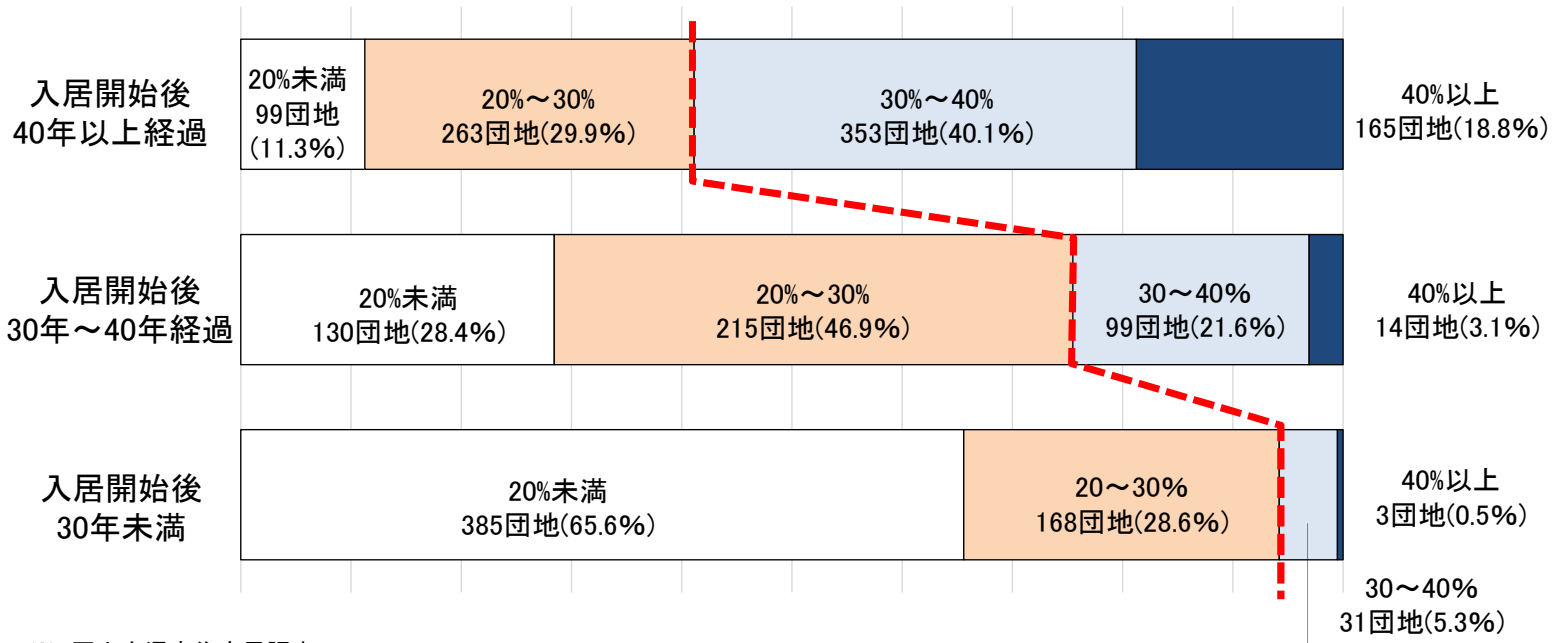 入居開始後
40年以上経過
20%未満
99団地
(11.3%)
20%～30%
263団地(29.9%)
30%～40%
353団地(40.1%)
40%以上
165団地(18.8%)
入居開始後
30年～40年経過
20%未満
130団地(28.4%)
20%～30%
215団地(46.9%)
30～40%
99団地(21.6%)
40%以上
14団地(3.1%)
入居開始後
30年未満
20%未満
385団地(65.6%)
20～30%
168団地(28.6%)
40%以上
3団地(0.5%)
30～40%
31団地(5.3%)